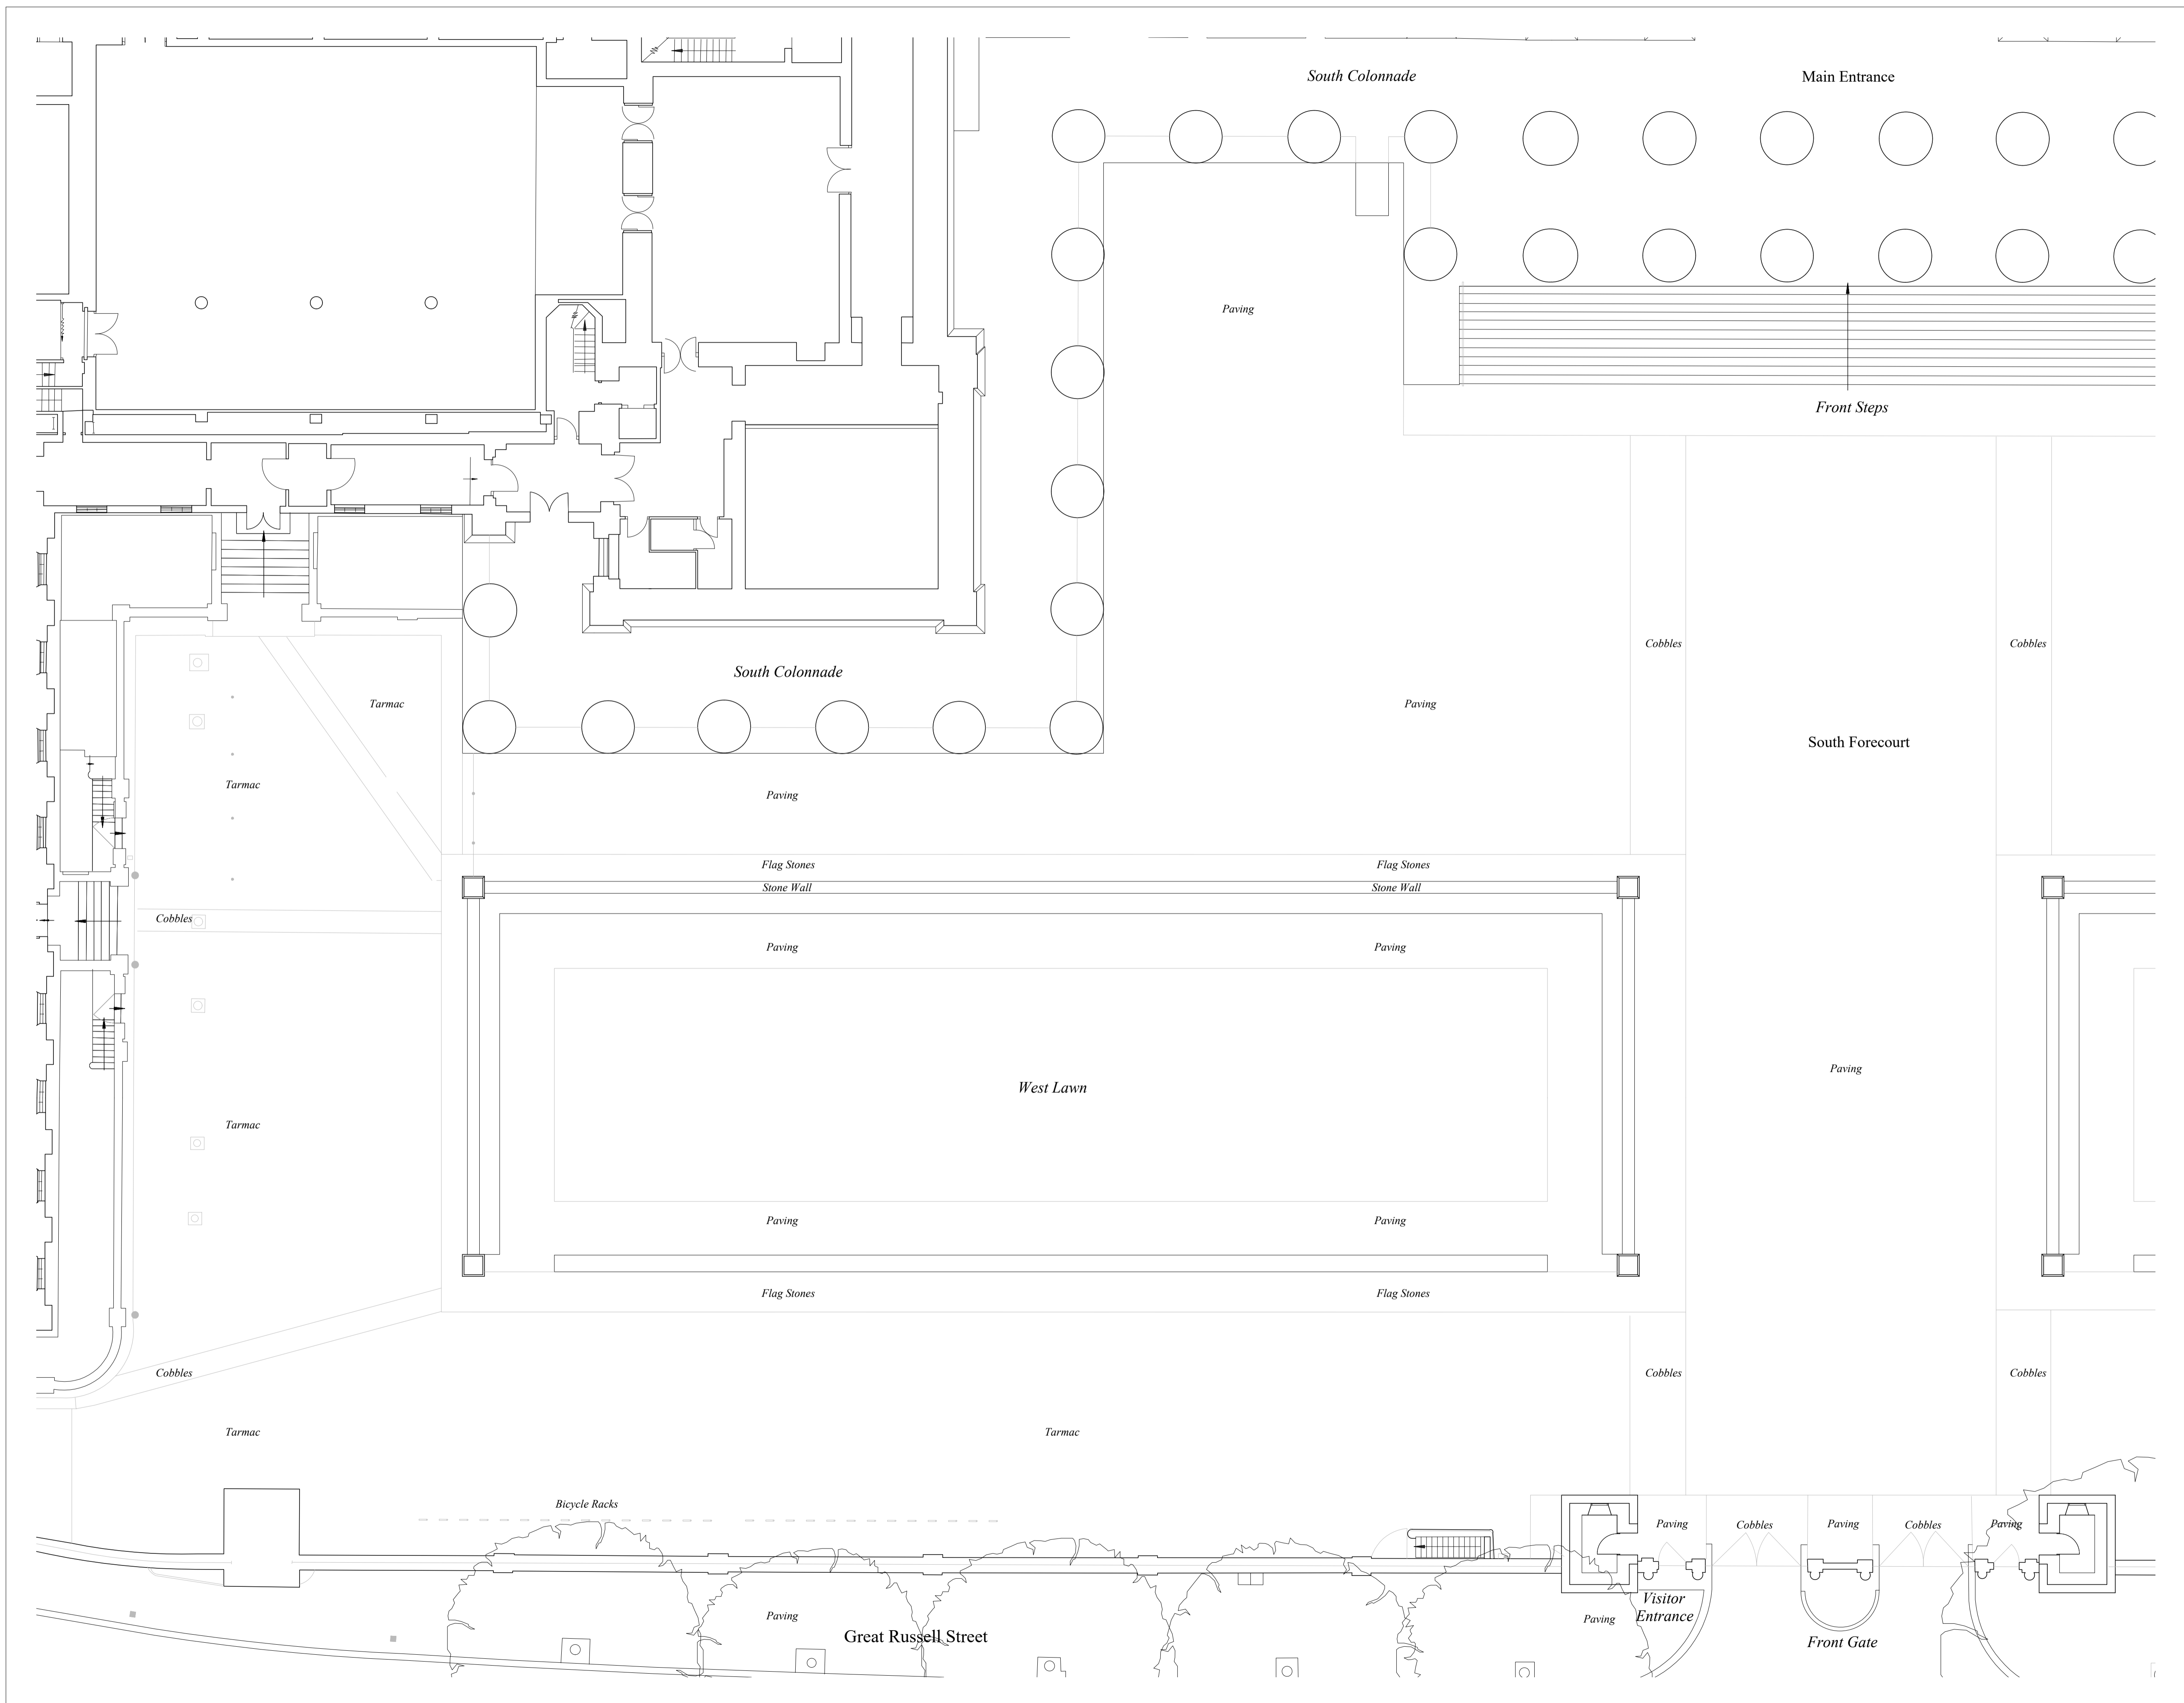 South Colonnade
Main Entrance
Paving
Front Steps
Cobbles
Cobbles
South Colonnade
Tarmac
Paving
South Forecourt
Tarmac
Paving
Flag Stones
Flag Stones
Stone Wall
Stone Wall
Cobbles
Paving
Paving
Paving
West Lawn
Tarmac
Paving
Paving
Flag Stones
Flag Stones
Cobbles
Cobbles
Cobbles
Tarmac
Tarmac
Bicycle Racks
Paving
Cobbles
Paving
Cobbles
Paving
Visitor
Entrance
Paving
Paving
Great Russell Street
Front Gate